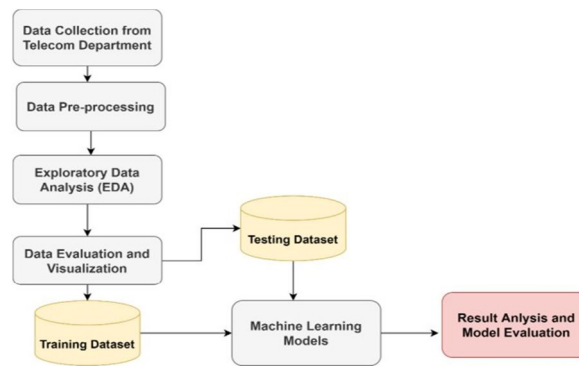 Data Collection from
Telecom Department
Data Pre-processing
Exploratory Data
Analysis (EDA)
Data Evaluation and
Visualization
Testing Dataset
Training Dataset
Machine Learning
Models
Result Anlysis and
Model Evaluation